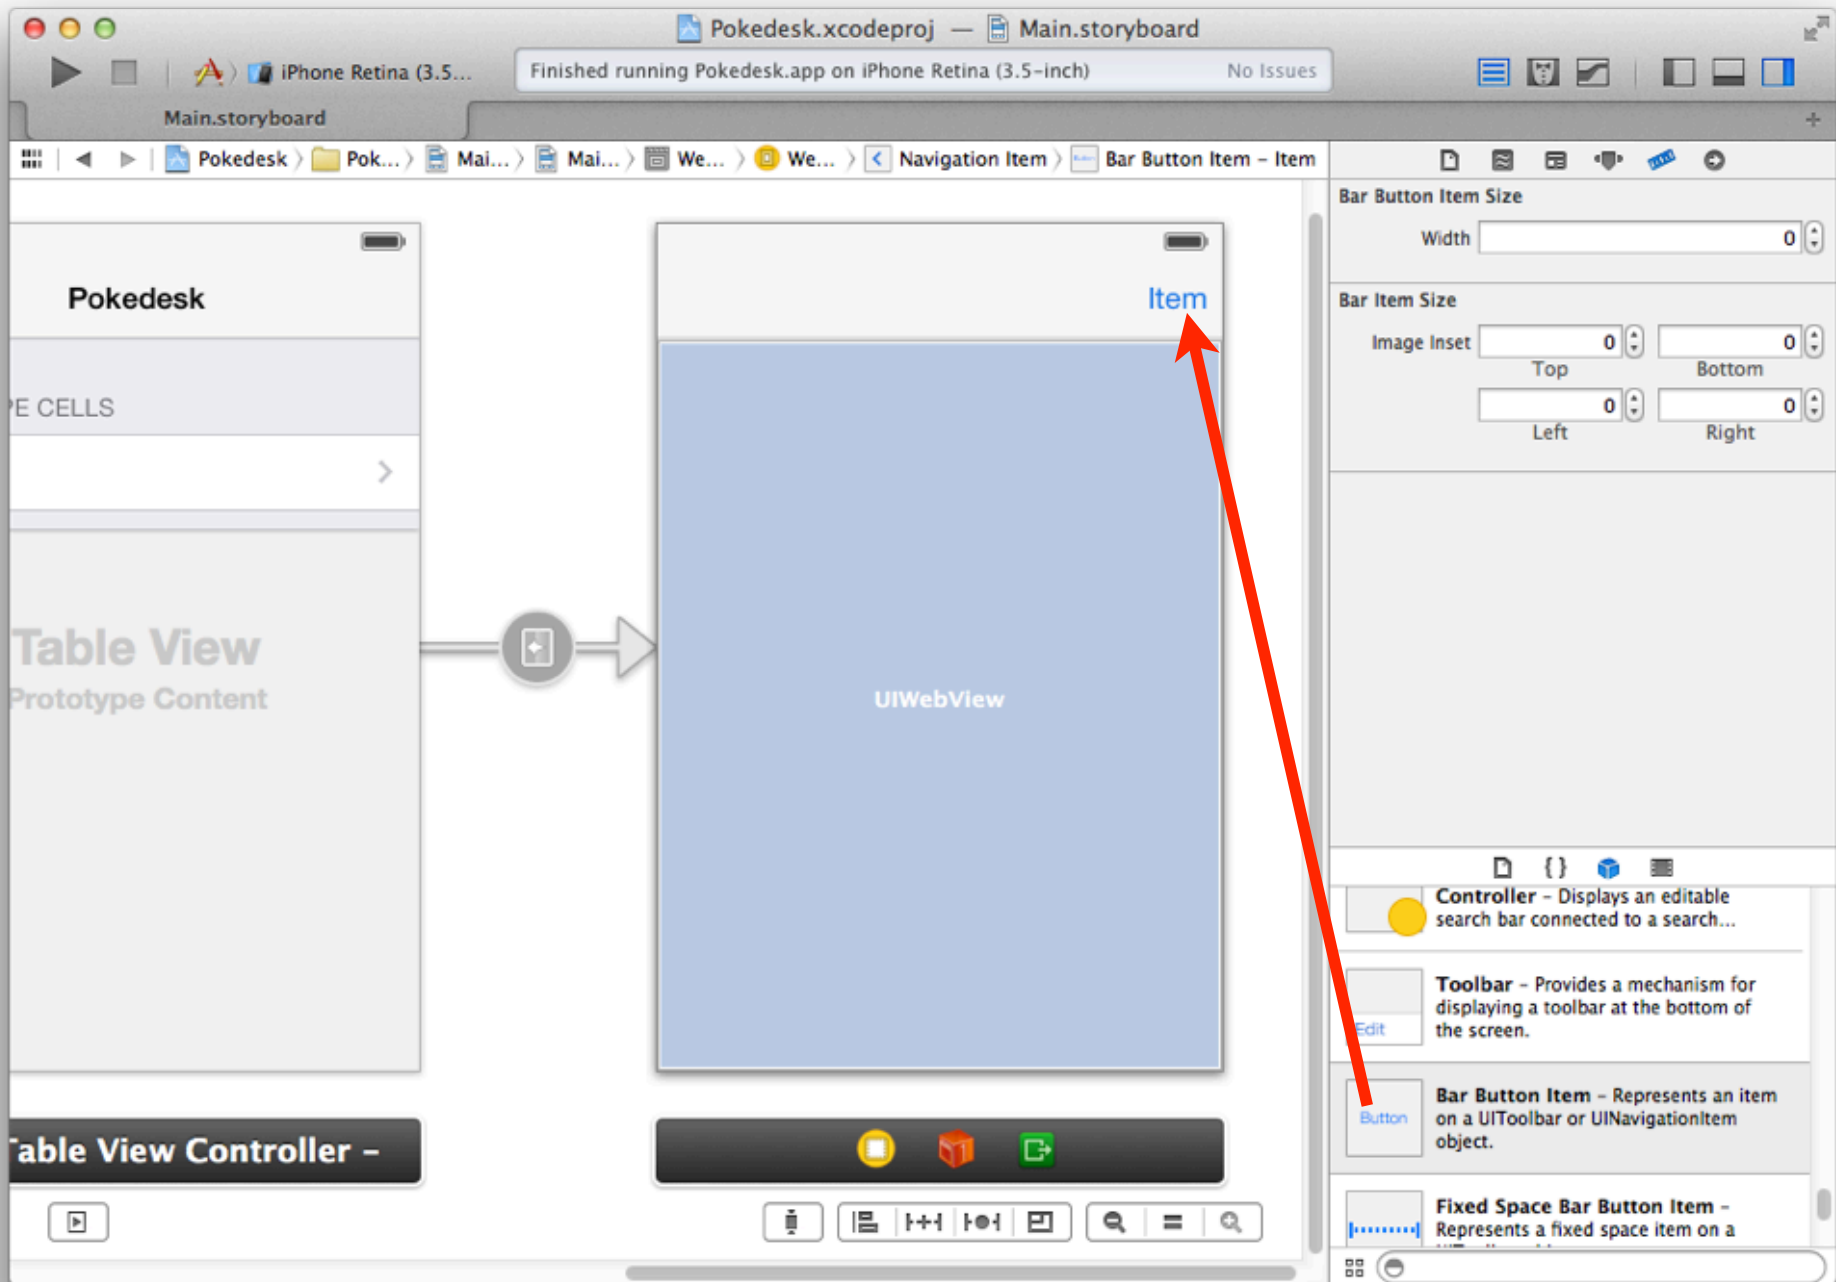 Pokedesk.xcodeproj — Main.storyboard
iPhone Retina (3.5...
Finished running Pokedesk.app on iPhone Retina (3.5-inch)
No Issues
Main.storyboard
Pokedesk
Pok...
Mai...
Mai...
We...
We...
Navigation Item
Bar Button Item – Item
Pokedesk
PE CELLS
Table View
Prototype Content
Table View Controller –
Item
UIWebView
Bar Button Item Size
Width 0
Bar Item Size
Image Inset 0 0
Top Bottom
0 0
Left Right
Controller – Displays an editable
search bar connected to a search...
Edit
Toolbar – Provides a mechanism for
displaying a toolbar at the bottom of
the screen.
Button
Bar Button Item – Represents an item
on a UIToolbar or UINavigationItem
object.
Fixed Space Bar Button Item –
Represents a fixed space item on a